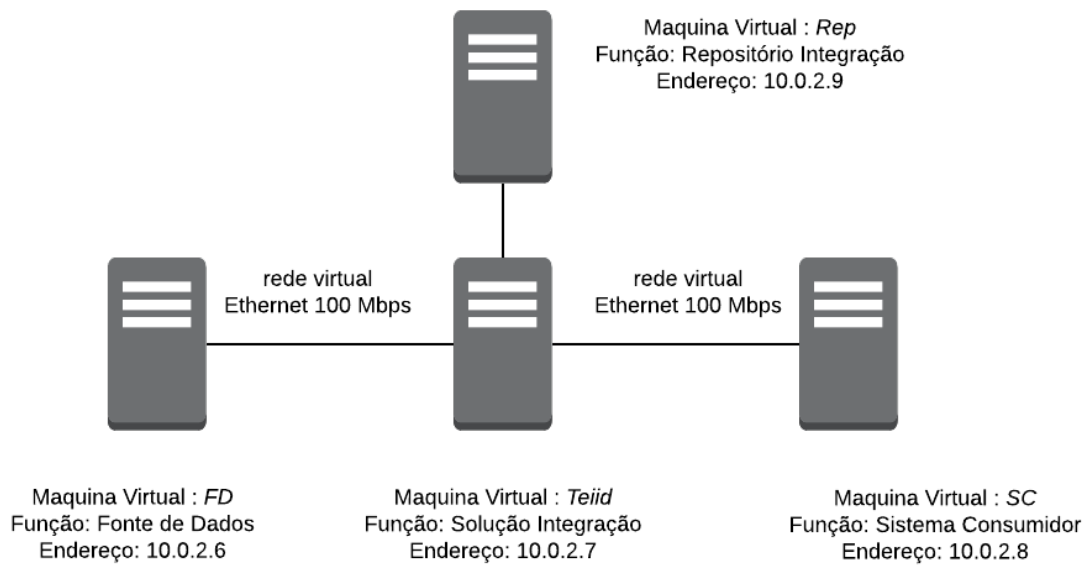 Maquina Virtual : Rep
Função: Repositório Integração
Endereço: 10.0.2.9
rede virtual
Ethernet 100 Mbps
rede virtual
Ethernet 100 Mbps
Maquina Virtual : FD
Função: Fonte de Dados
Endereço: 10.0.2.6
Maquina Virtual : Teiid
Função: Solução Integração
Endereço: 10.0.2.7
Maquina Virtual : SC
Função: Sistema Consumidor
Endereço: 10.0.2.8